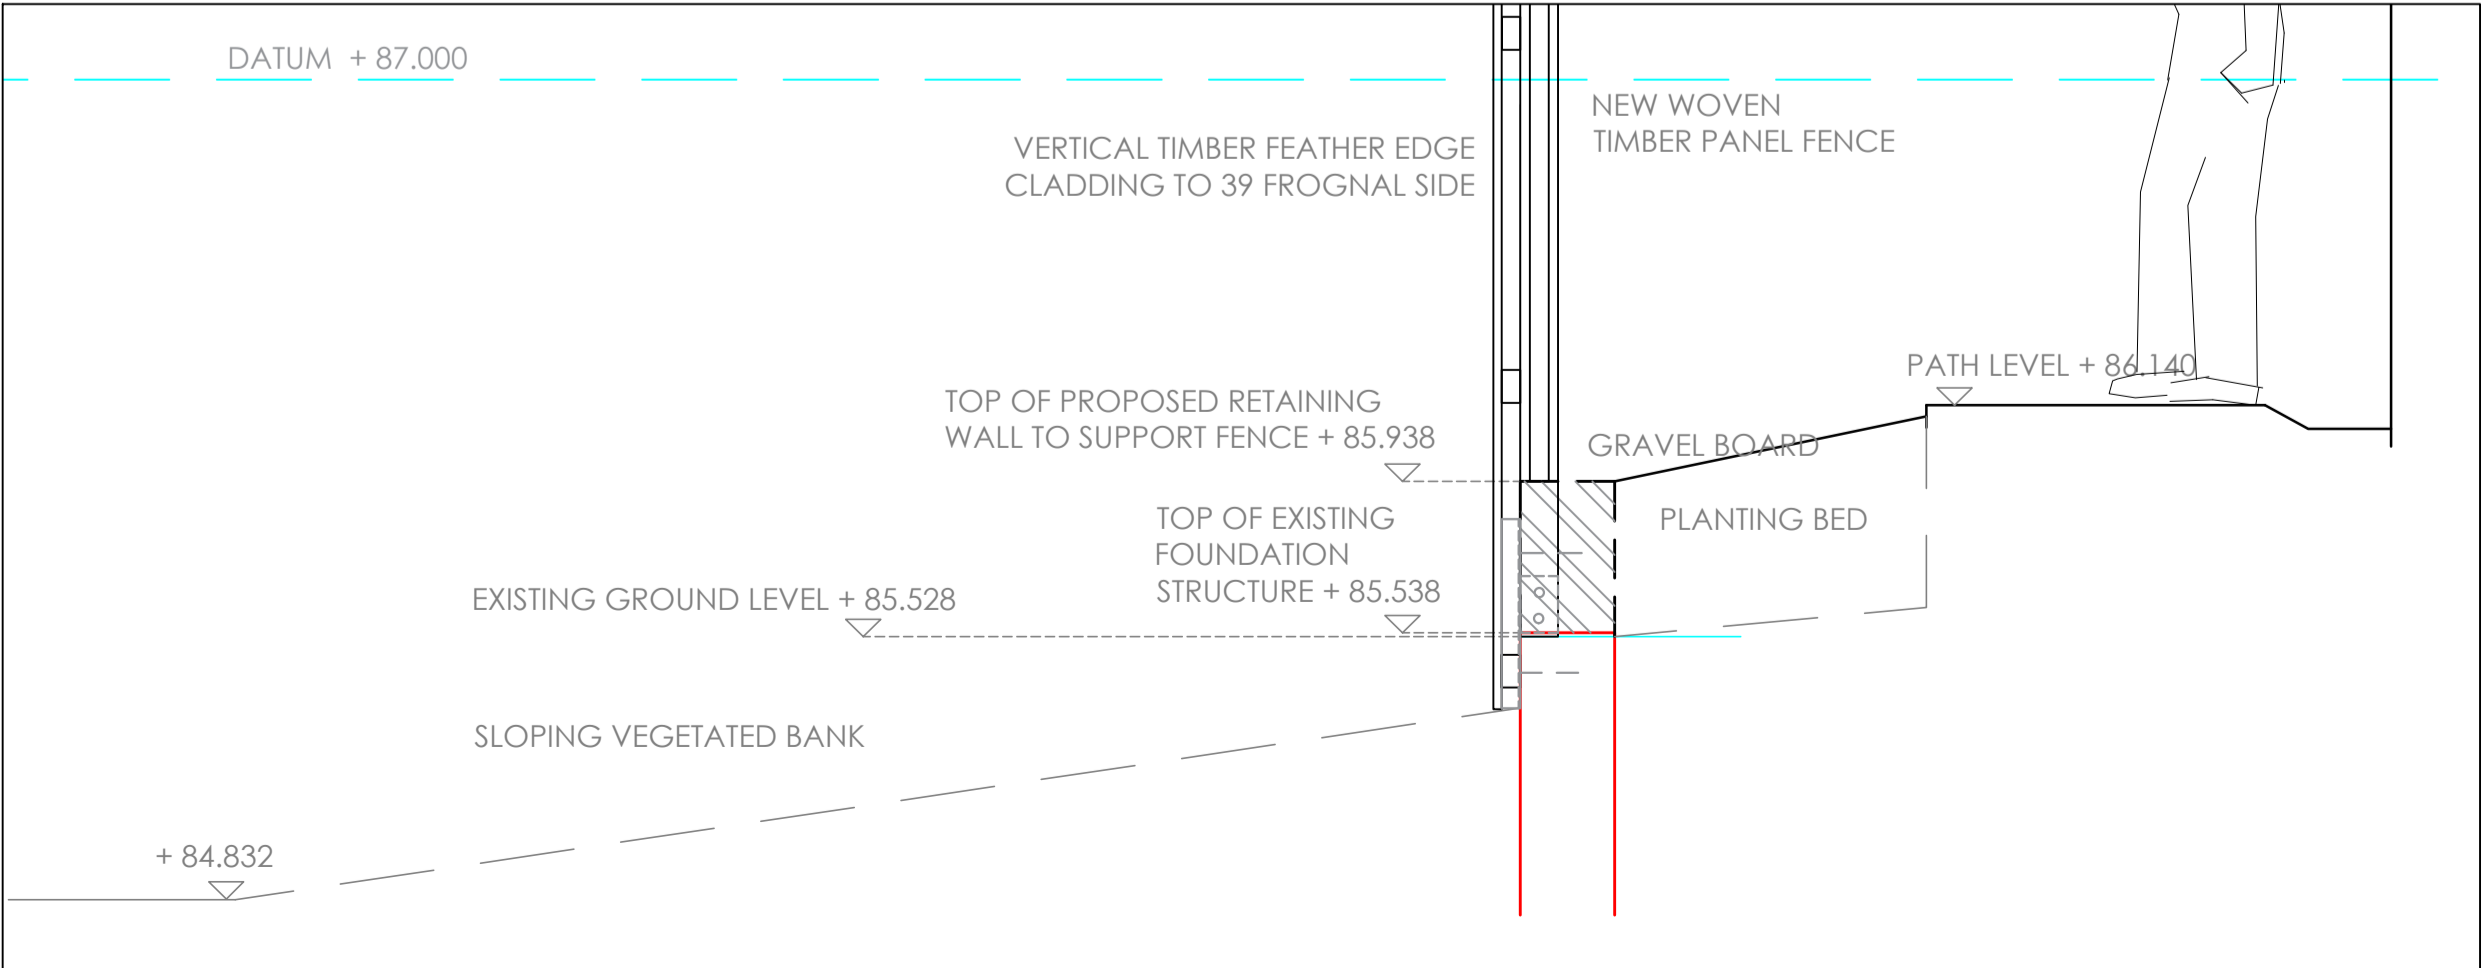 DATUM + 87.000
NEW WOVEN
TIMBER PANEL FENCE
VERTICAL TIMBER FEATHER EDGE
CLADDING TO 39 FROGNAL SIDE
PATH LEVEL + 86.140
TOP OF PROPOSED RETAINING
WALL TO SUPPORT FENCE + 85.938
GRAVEL BOARD
TOP OF EXISTING
FOUNDATION
STRUCTURE + 85.538
PLANTING BED
EXISTING GROUND LEVEL + 85.528
SLOPING VEGETATED BANK
+ 84.832